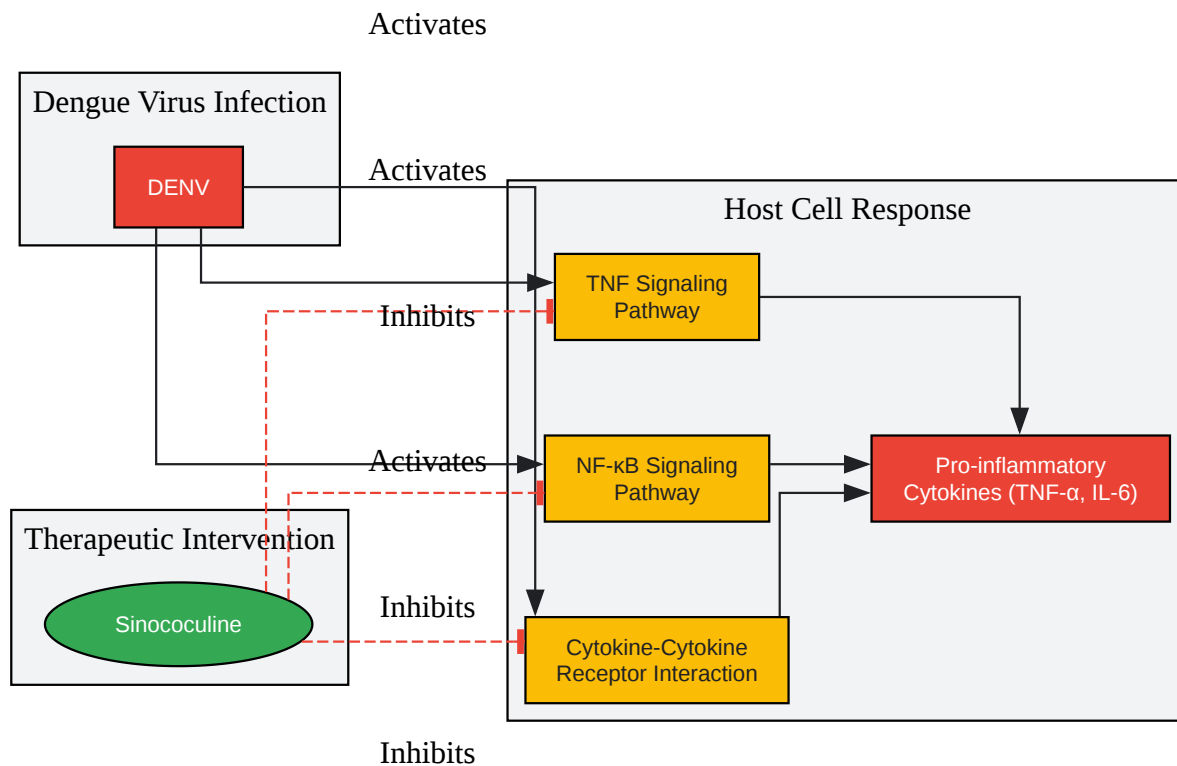 Activates
Dengue Virus Infection
DENV
Activates
Host Cell Response
TNF Signaling
Pathway
Inhibits
Activates
NF-κB Signaling
Pathway
Pro-inflammatory
Cytokines (TNF-α, IL-6)
Therapeutic Intervention
Sinococuline
Inhibits
Cytokine-Cytokine
Receptor Interaction
Inhibits